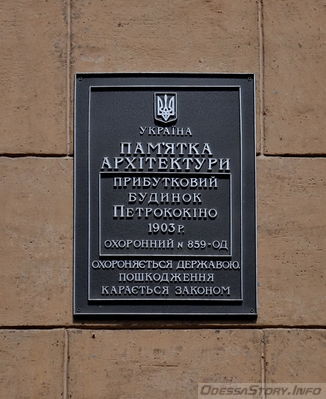 УКРАЇНА
ПАМ'ЯТКА
АРХІТЕКТУРИ
ПРИБУТКОВИЙ
БУДИНОК
ПЕТРОКОКІНО
1903 Р.
ОХОРОННИЙ № 859-ОД
ОХОРОНЯЄТЬСЯ ДЕРЖАВОЮ.
ПОШКОДЖЕННЯ
КАРАЄТЬСЯ ЗАКОНОМ
OdessaStory.Info